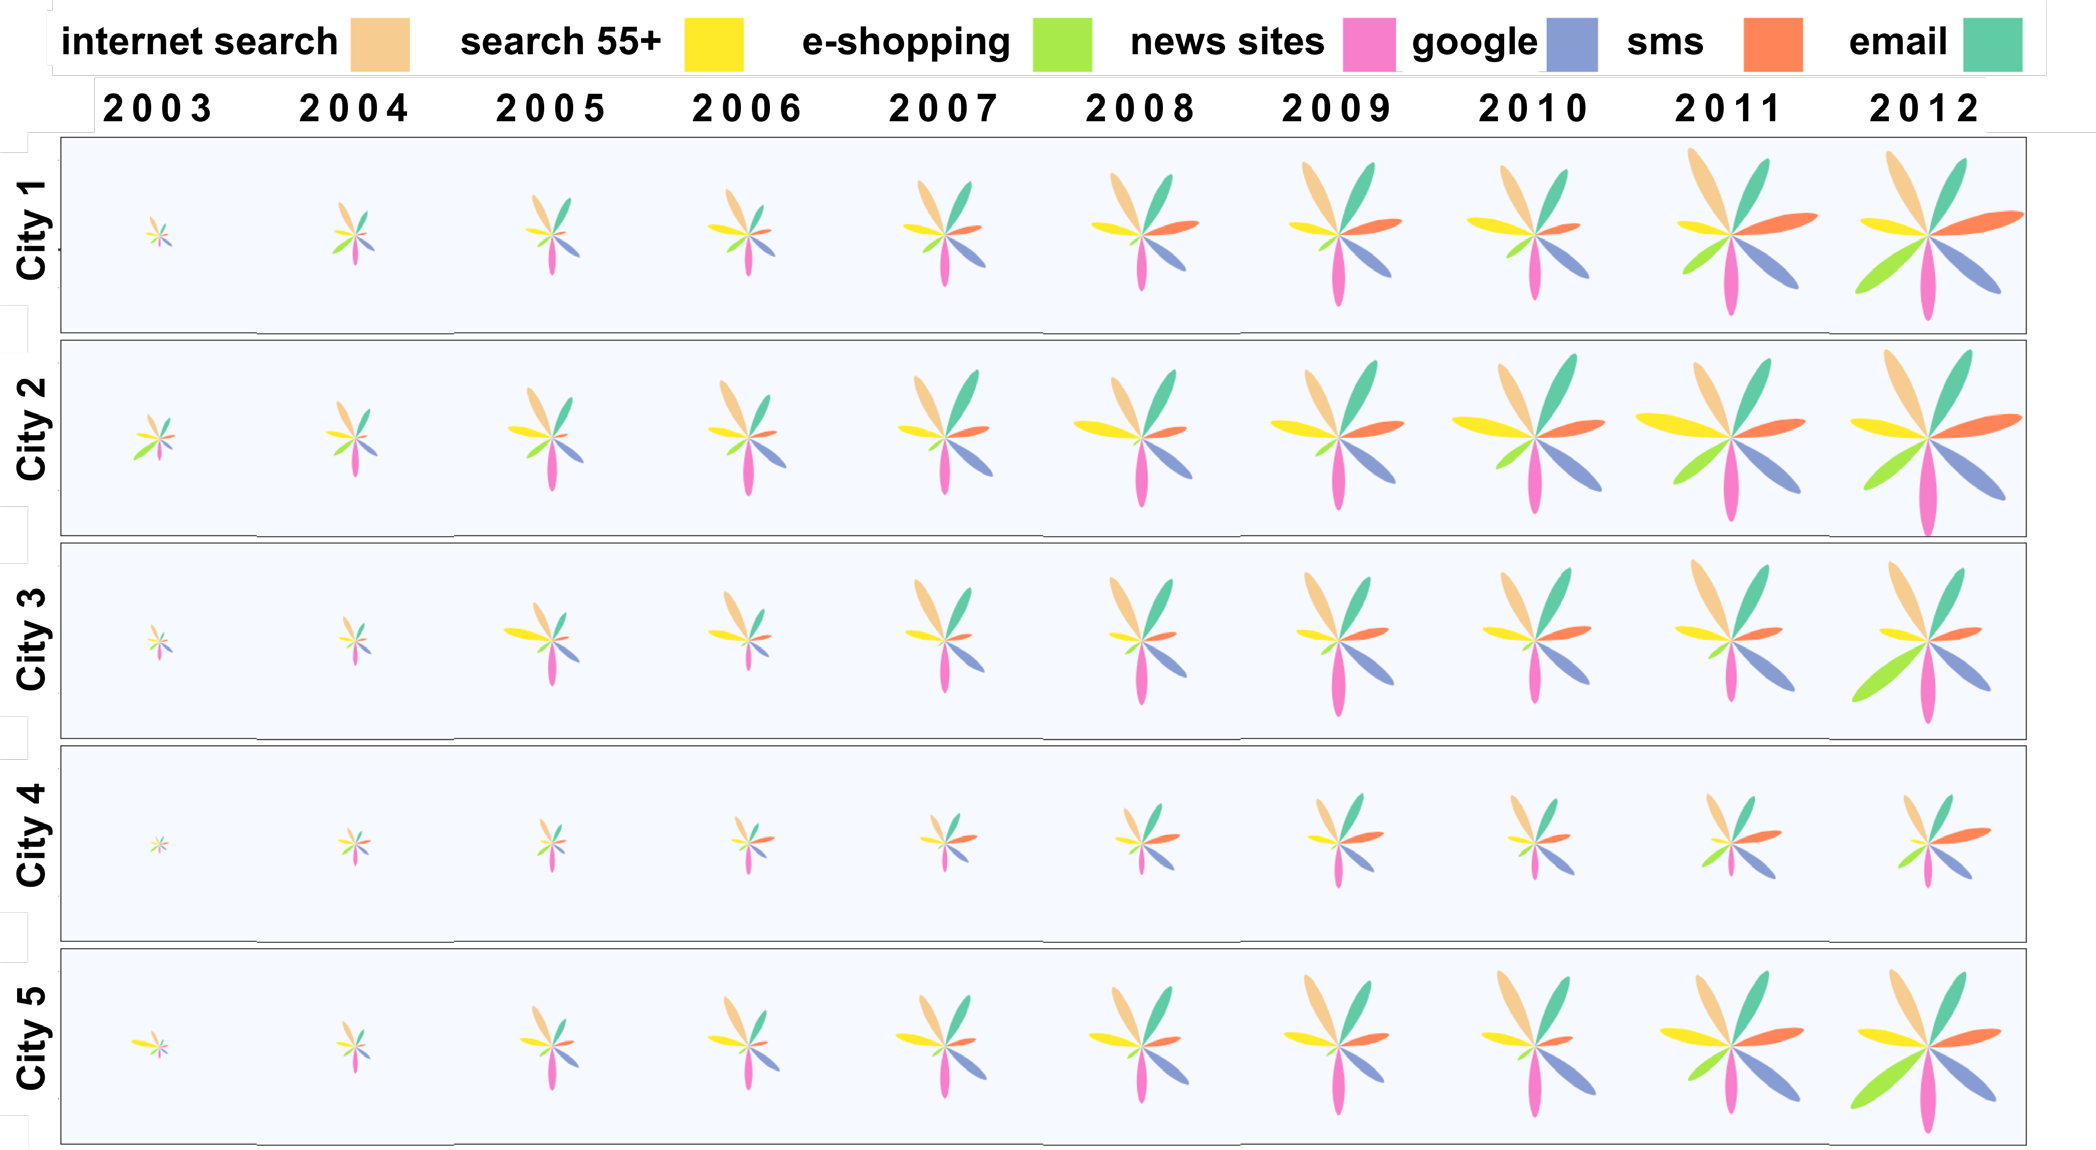 internet search search 55+ e-shopping news sites google sms email
2003 2004 2005 2006 2007 2008 2009 2010 2011 2012
City 1
City 2
City 3
City 4
City 5